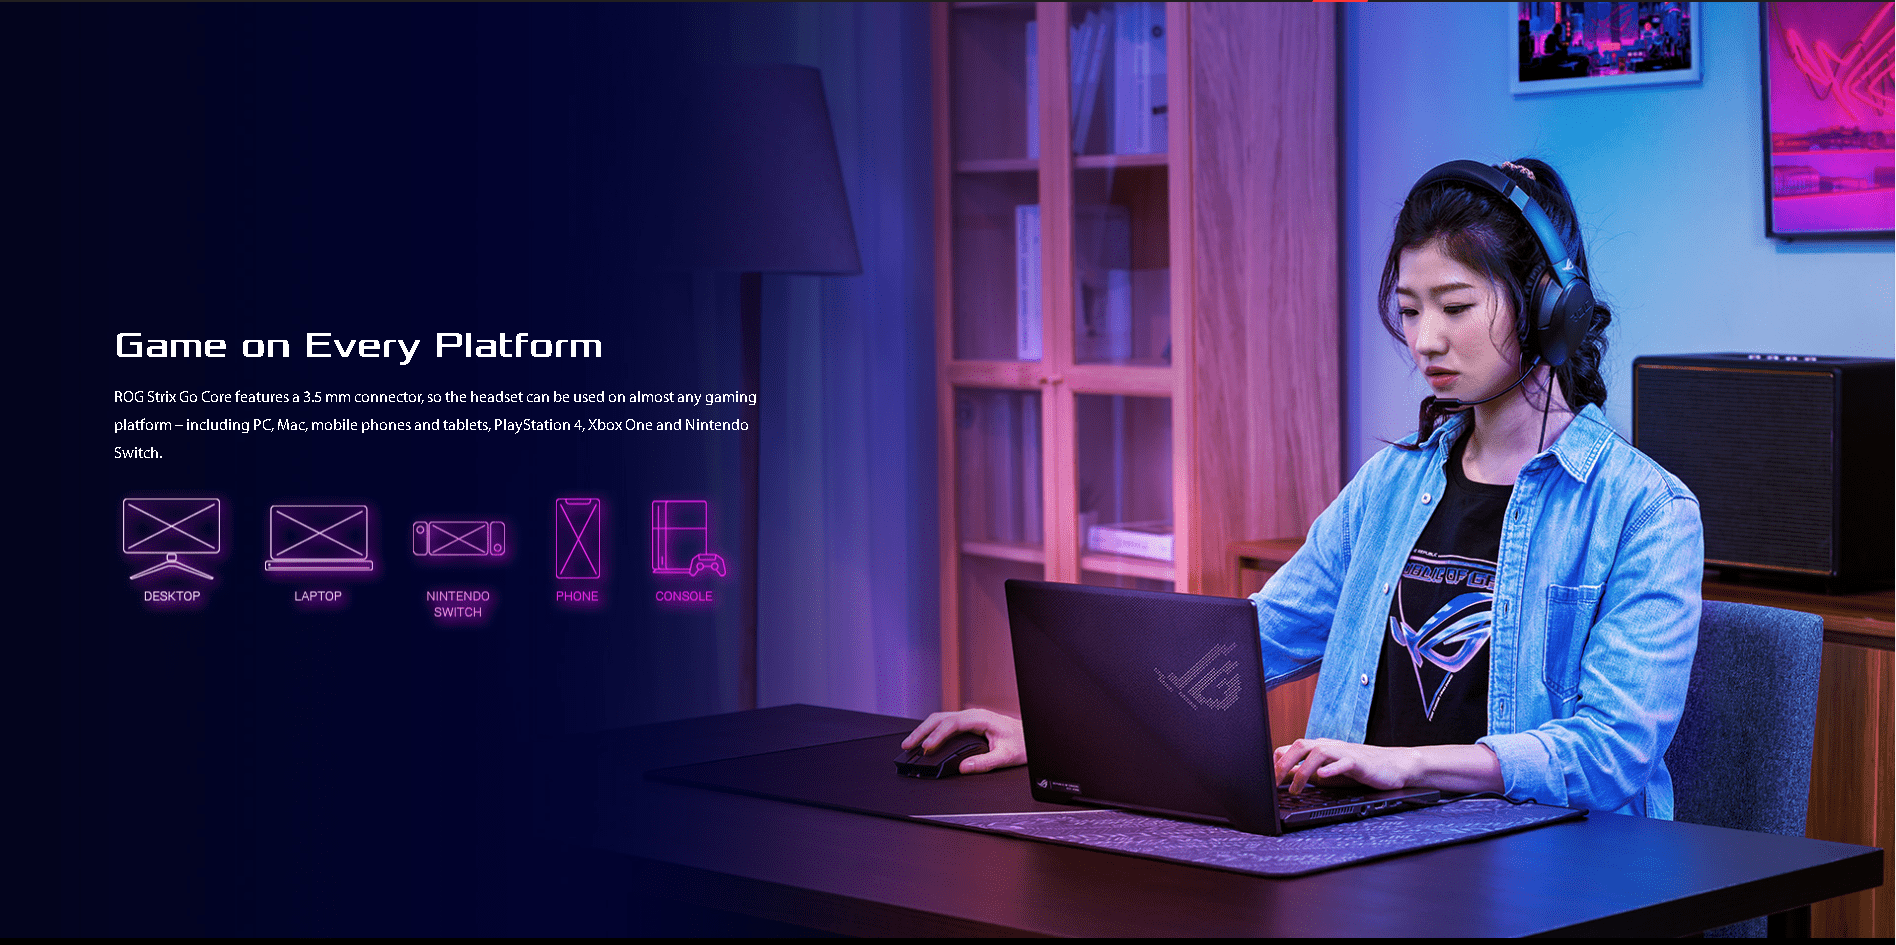 Game on Every Platform
ROG Strix Go Core features a 3.5 mm connector, so the headset can be used on almost any gaming
platform – including PC, Mac, mobile phones and tablets, PlayStation 4, Xbox One and Nintendo
Switch.
DESKTOP
LAPTOP
NINTENDO
SWITCH
PHONE
CONSOLE